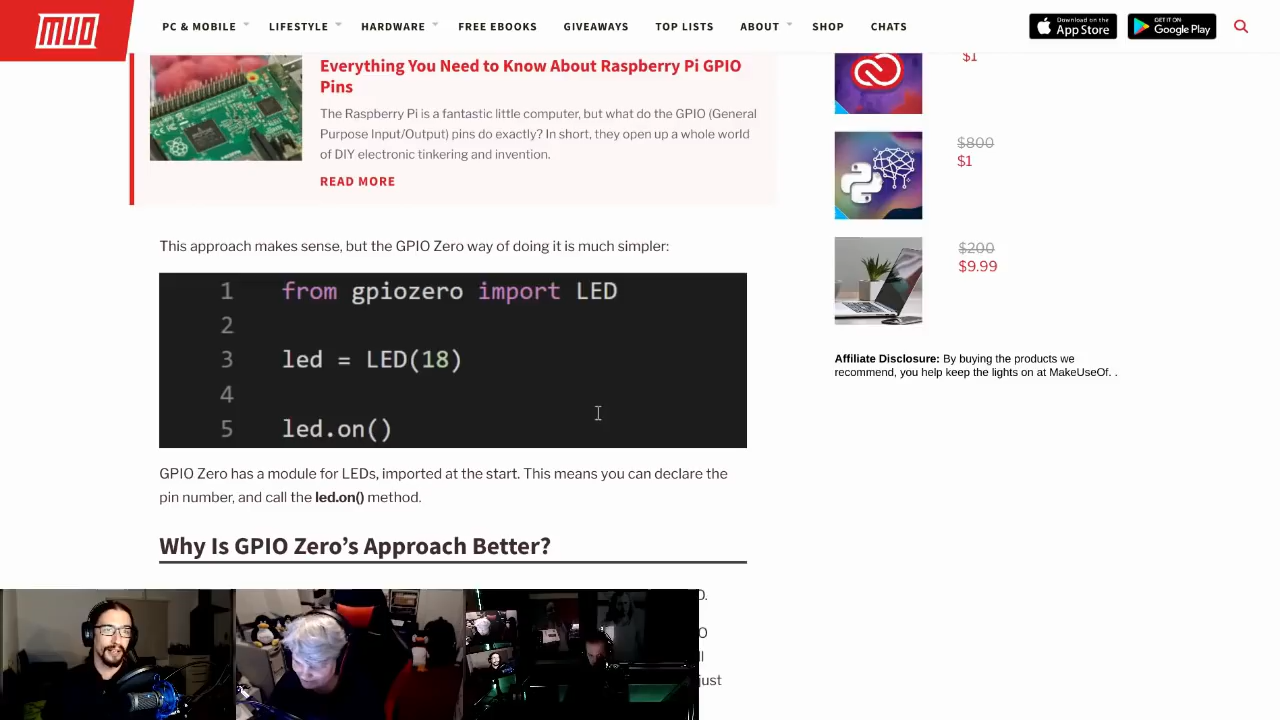 MUO
PC & MOBILE
LIFESTYLE
HARDWARE
FREE EBOOKS
GIVEAWAYS
TOP LISTS
ABOUT
SHOP
CHATS
Download on the
App Store
GET IT ON
Google Play
Everything You Need to Know About Raspberry Pi GPIO
Pins
The Raspberry Pi is a fantastic little computer, but what do the GPIO (General
Purpose Input/Output) pins do exactly? In short, they open up a whole world
of DIY electronic tinkering and invention.
READ MORE
$1
$800
$1
$200
$9.99
Affiliate Disclosure: By buying the products we
recommend, you help keep the lights on at MakeUseOf. .
This approach makes sense, but the GPIO Zero way of doing it is much simpler:
1 from gpiozero import LED
2
3 led = LED(18)
4
5 led.on()
GPIO Zero has a module for LEDs, imported at the start. This means you can declare the
pin number, and call the led.on() method.
Why Is GPIO Zero’s Approach Better?
just